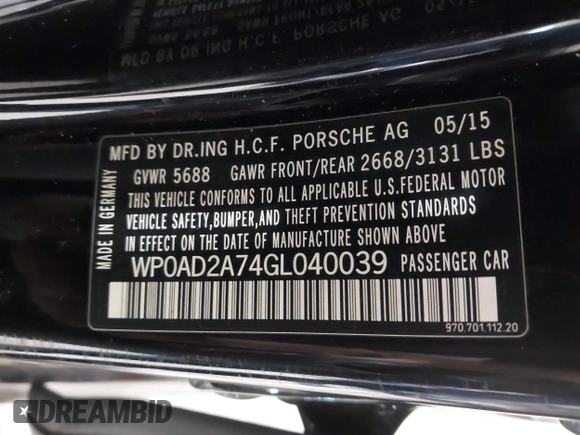 MFD BY DR.ING H.C.F. PORSCHE AG 05/15
GVWR 5688 GAWR FRONT/REAR 2668/3131 LBS
THIS VEHICLE CONFORMS TO ALL APPLICABLE U.S.FEDERAL MOTOR
VEHICLE SAFETY,BUMPER,AND THEFT PREVENTION STANDARDS
IN EFFECT ON THE DATE OF MANUFACTURE SHOWN ABOVE.
WP0AD2A74GL040039 PASSENGER CAR
MADE IN GERMANY
970.701.112.20
DREAMBID